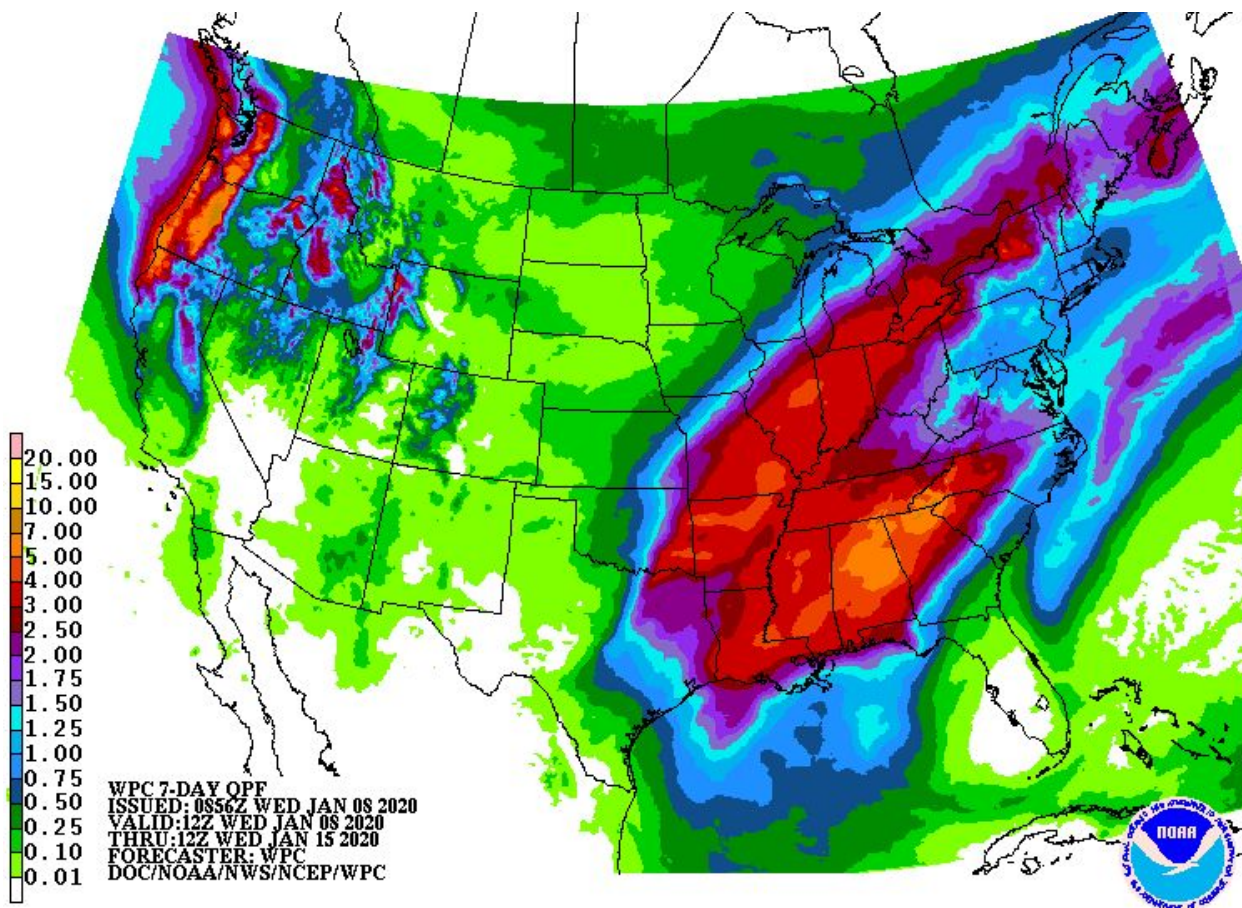 20.00
15.00
10.00
7.00
5.00
4.00
3.00
2.50
2.00
1.75
1.50
1.25
1.00
0.75
0.50
0.25
0.10
0.01
WPC 7-DAY QPF
ISSUED: 0856Z WED JAN 08 2020
VALID:12Z WED JAN 08 2020
THRU:12Z WED JAN 15 2020
FORECASTER: WPC
DOC/NOAA/NWS/NCEP/WPC
NOAA